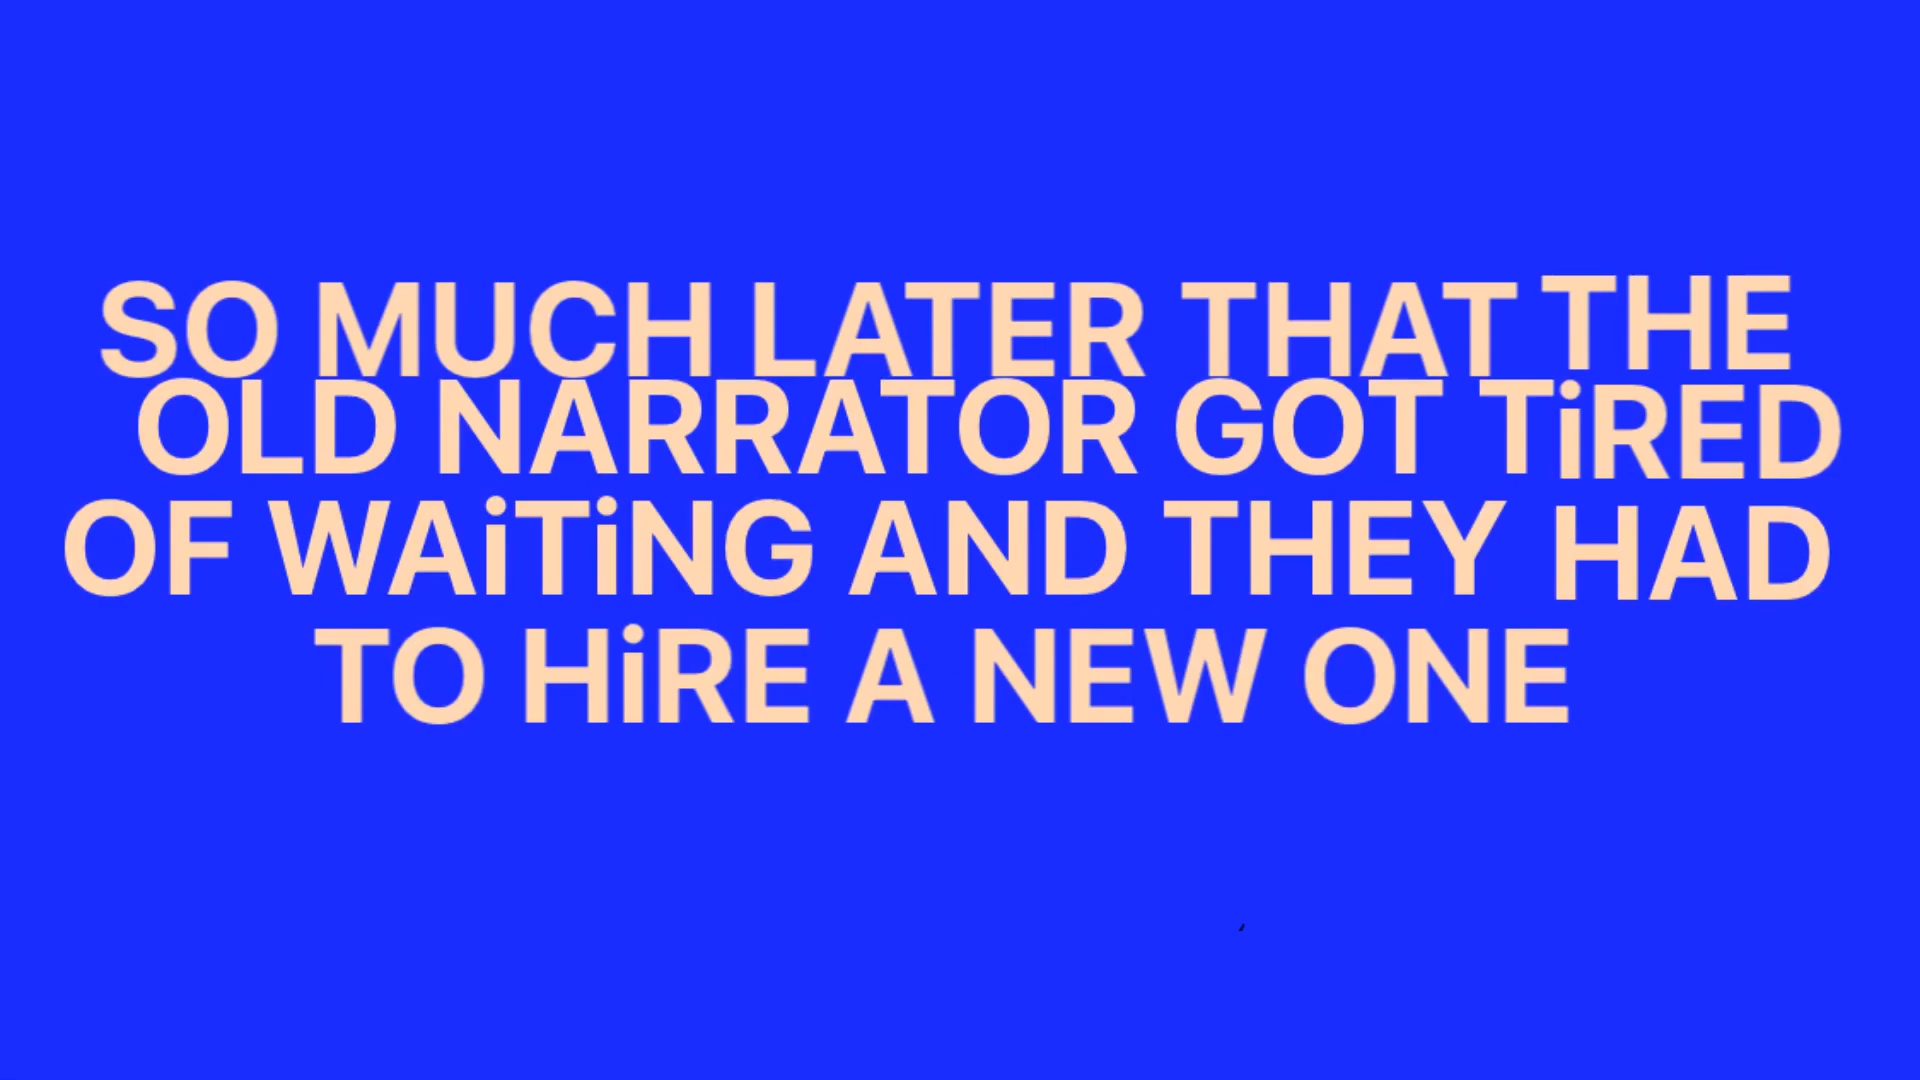 SO MUCH LATER THAT THE
OLD NARRATOR GOT TiRED
OF WAiTiNG AND THEY HAD
TO HiRE A NEW ONE